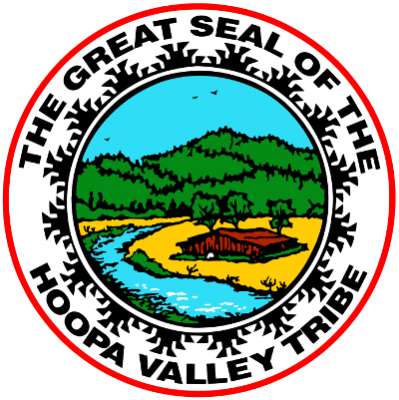 THE GREAT SEAL OF THE
HOOPA VALLEY TRIBE